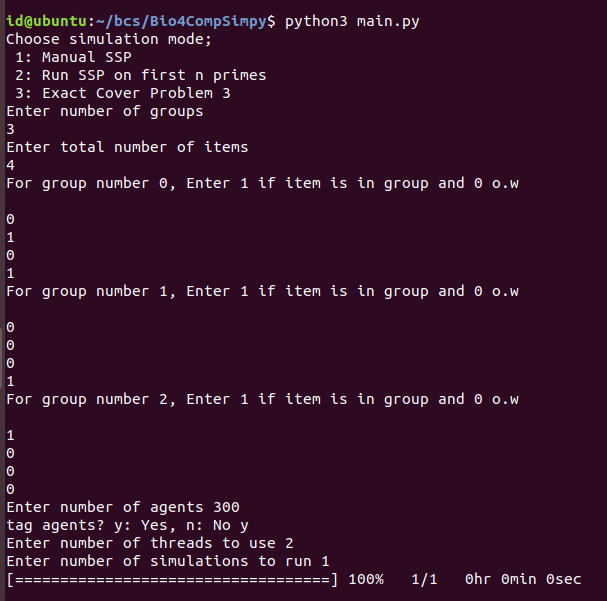 id@ubuntu:~/bcs/Bio4CompSimpy$ python3 main.py
Choose simulation mode;
 1: Manual SSP
 2: Run SSP on first n primes
 3: Exact Cover Problem 3
Enter number of groups
3
Enter total number of items
4
For group number 0, Enter 1 if item is in group and 0 o.w

0
1
0
1
For group number 1, Enter 1 if item is in group and 0 o.w

0
0
0
1
For group number 2, Enter 1 if item is in group and 0 o.w

1
0
0
0
Enter number of agents 300
tag agents? y: Yes, n: No y
Enter number of threads to use 2
Enter number of simulations to run 1
[===================================] 100%   1/1   0hr 0min 0sec